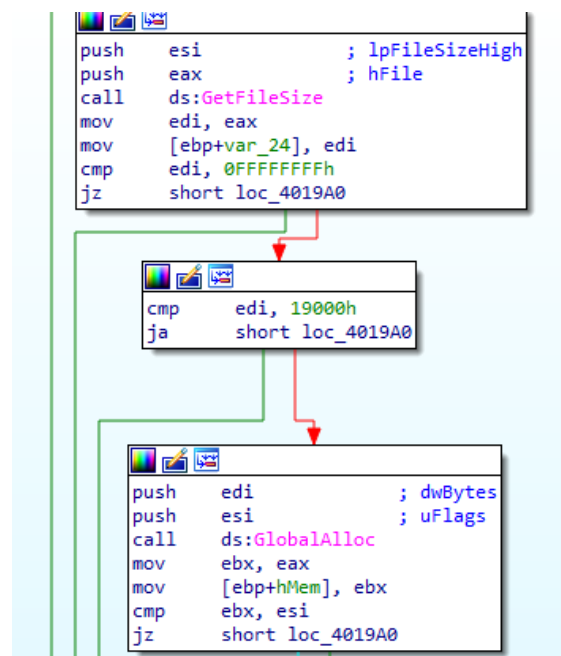 push esi ; lpFileSizeHigh
push eax ; hFile
call ds:GetFileSize
mov edi, eax
mov [ebp+var_24], edi
cmp edi, 0FFFFFFFFh
jz short loc_4019A0
cmp edi, 19000h
ja short loc_4019A0
push edi ; dwBytes
push esi ; uFlags
call ds:GlobalAlloc
mov ebx, eax
mov [ebp+hMem], ebx
cmp ebx, esi
jz short loc_4019A0